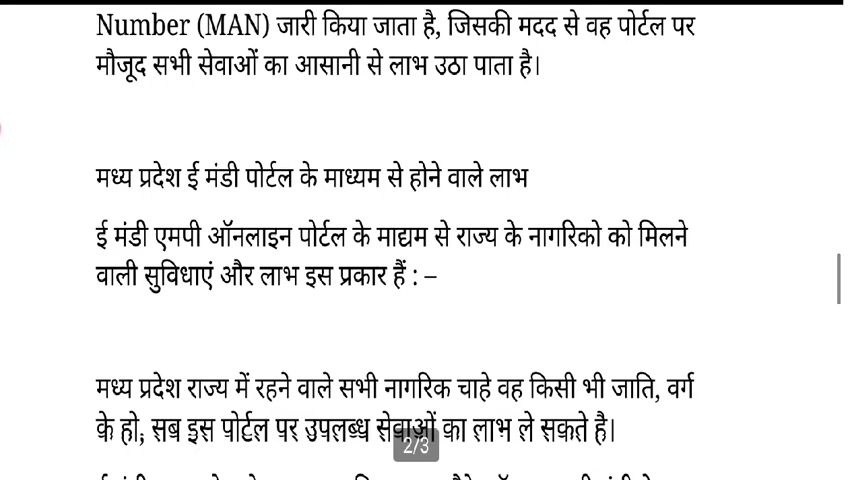 Number (MAN) जारी किया जाता है, जिसकी मदद से वह पोर्टल पर
मौजूद सभी सेवाओं का आसानी से लाभ उठा पाता है।
मध्य प्रदेश ई मंडी पोर्टल के माध्यम से होने वाले लाभ
ई मंडी एमपी ऑनलाइन पोर्टल के माद्यम से राज्य के नागरिको को मिलने
वाली सुविधाएं और लाभ इस प्रकार हैं : –
मध्य प्रदेश राज्य में रहने वाले सभी नागरिक चाहे वह किसी भी जाति, वर्ग
के हो, सब इस पोर्टल पर उपलब्ध सेवाओं का लाभ ले सकते है।
2/3